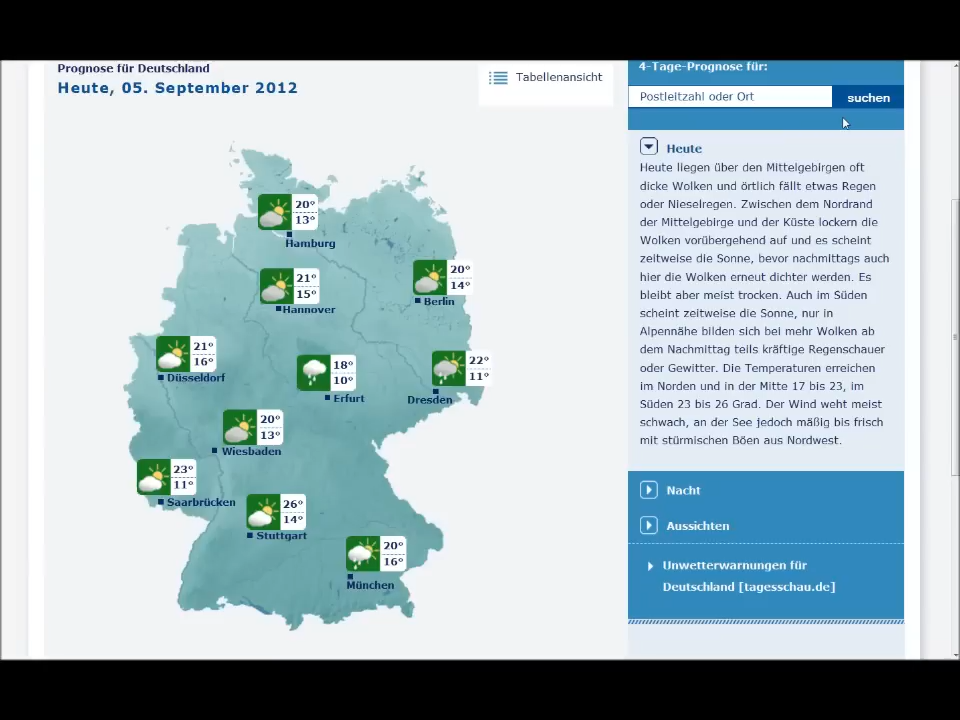 Prognose für Deutschland
Heute, 05. September 2012
Tabellenansicht
20°
13°
Hamburg
21°
15°
Hannover
20°
14°
Berlin
21°
16°
Düsseldorf
18°
10°
Erfurt
22°
11°
Dresden
20°
13°
Wiesbaden
23°
11°
Saarbrücken
26°
14°
Stuttgart
20°
16°
München
4-Tage-Prognose für:
Postleitzahl oder Ort
suchen
Heute
Heute liegen über den Mittelgebirgen oft
dicke Wolken und örtlich fällt etwas Regen
oder Nieselregen. Zwischen dem Nordrand
der Mittelgebirge und der Küste lockern die
Wolken vorübergehend auf und es scheint
zeitweise die Sonne, bevor nachmittags auch
hier die Wolken erneut dichter werden. Es
bleibt aber meist trocken. Auch im Süden
scheint zeitweise die Sonne, nur in
Alpennähe bilden sich bei mehr Wolken ab
dem Nachmittag teils kräftige Regenschauer
oder Gewitter. Die Temperaturen erreichen
im Norden und in der Mitte 17 bis 23, im
Süden 23 bis 26 Grad. Der Wind weht meist
schwach, an der See jedoch mäßig bis frisch
mit stürmischen Böen aus Nordwest.
Nacht
Aussichten
Unwetterwarnungen für
Deutschland [tagesschau.de]